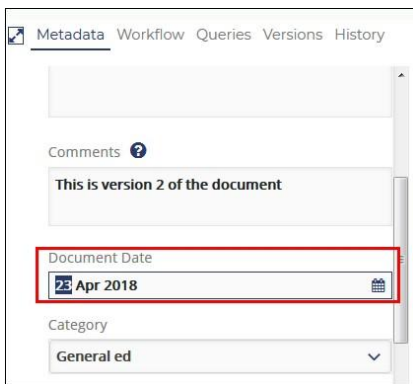 Metadata Workflow Queries Versions History
Comments ?
This is version 2 of the document
Document Date
23 Apr 2018
Category
General ed